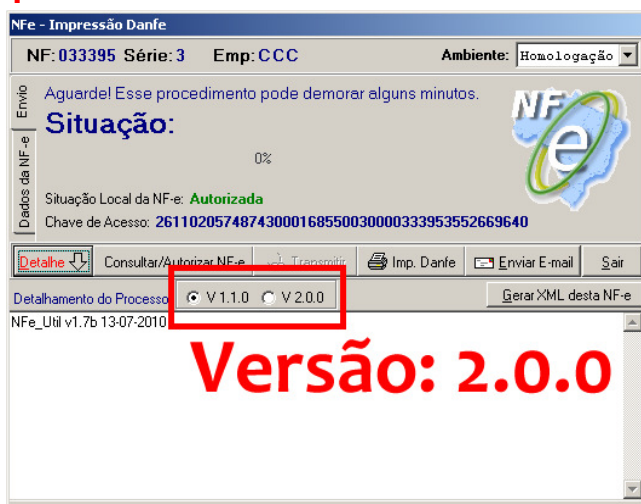 NFe - Impressão Danfe
NF: 033395 Série: 3 Emp: CCC Ambiente: Homologação
Envio
Dados da NF-e
Aguarde! Esse procedimento pode demorar alguns minutos.
Situação:
0%
NF
e
Situação Local da NF-e: Autorizada
Chave de Acesso: 26110205748743000168550030000333953552669640
Detalhe Consultar/Autorizar NF-e Transmitir Imp. Danfe Enviar E-mail Sair
Detalhamento do Processo V 1.1.0 V 2.0.0 Gerar XML desta NF-e
NFe_Util v1.7b 13-07-2010
Versão: 2.0.0